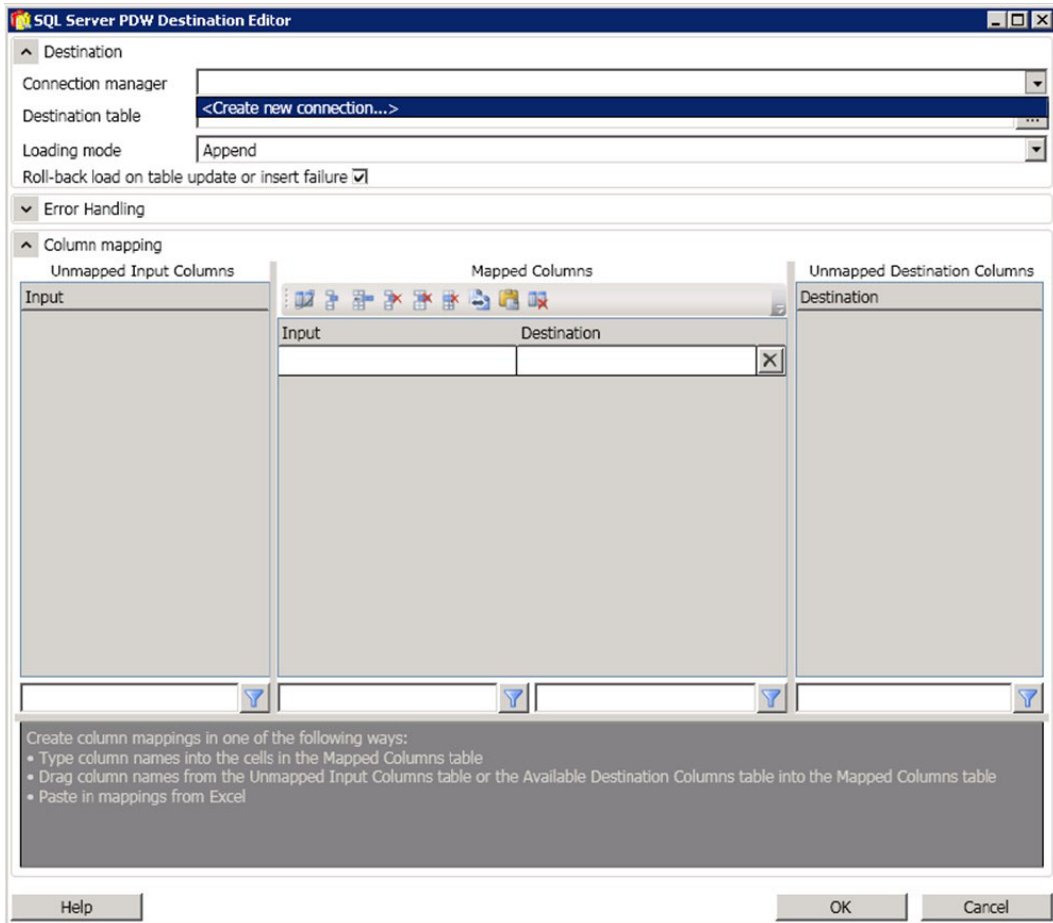 SQL Server PDW Destination Editor
Destination
Connection manager
<Create new connection...>
Destination table
...
Loading mode Append
Roll-back load on table update or insert failure
Error Handling
Column mapping
Unmapped Input Columns Mapped Columns Unmapped Destination Columns
Input Destination
Input Destination
Create column mappings in one of the following ways:
• Type column names into the cells in the Mapped Columns table
• Drag column names from the Unmapped Input Columns table or the Available Destination Columns table into the Mapped Columns table
• Paste in mappings from Excel
Help OK Cancel